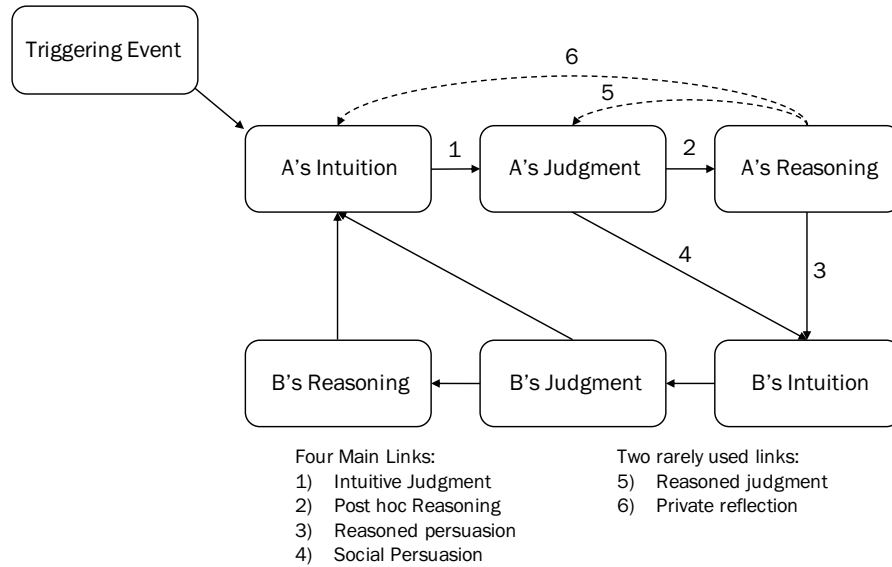 Triggering Event
6
5
A's Intuition
1
A's Judgment
2
A's Reasoning
4
3
B's Reasoning
B's Judgment
B's Intuition
Four Main Links:
1) Intuitive Judgment
2) Post hoc Reasoning
3) Reasoned persuasion
4) Social Persuasion
Two rarely used links:
5) Reasoned judgment
6) Private reflection